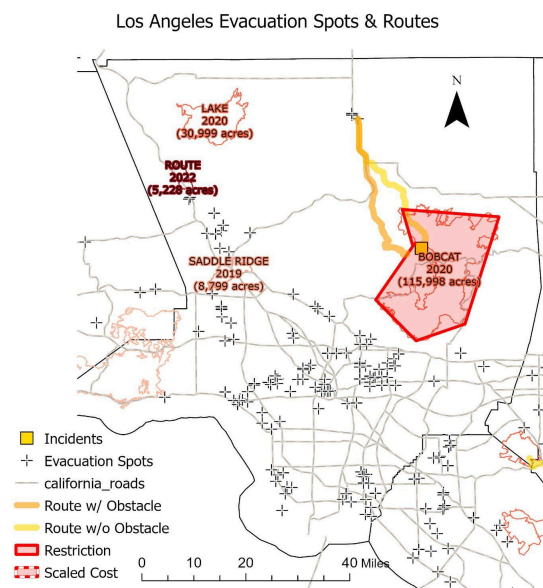 Los Angeles Evacuation Spots & Routes
N
LAKE
2020
(30,999 acres)
ROUTE
2022
(5,228 acres)
SADDLE RIDGE
2019
(8,799 acres)
BOBCAT
2020
(115,998 acres)
Incidents
Evacuation Spots
california_roads
Route w/ Obstacle
Route w/o Obstacle
Restriction
Scaled Cost
0 10 20 40 Miles